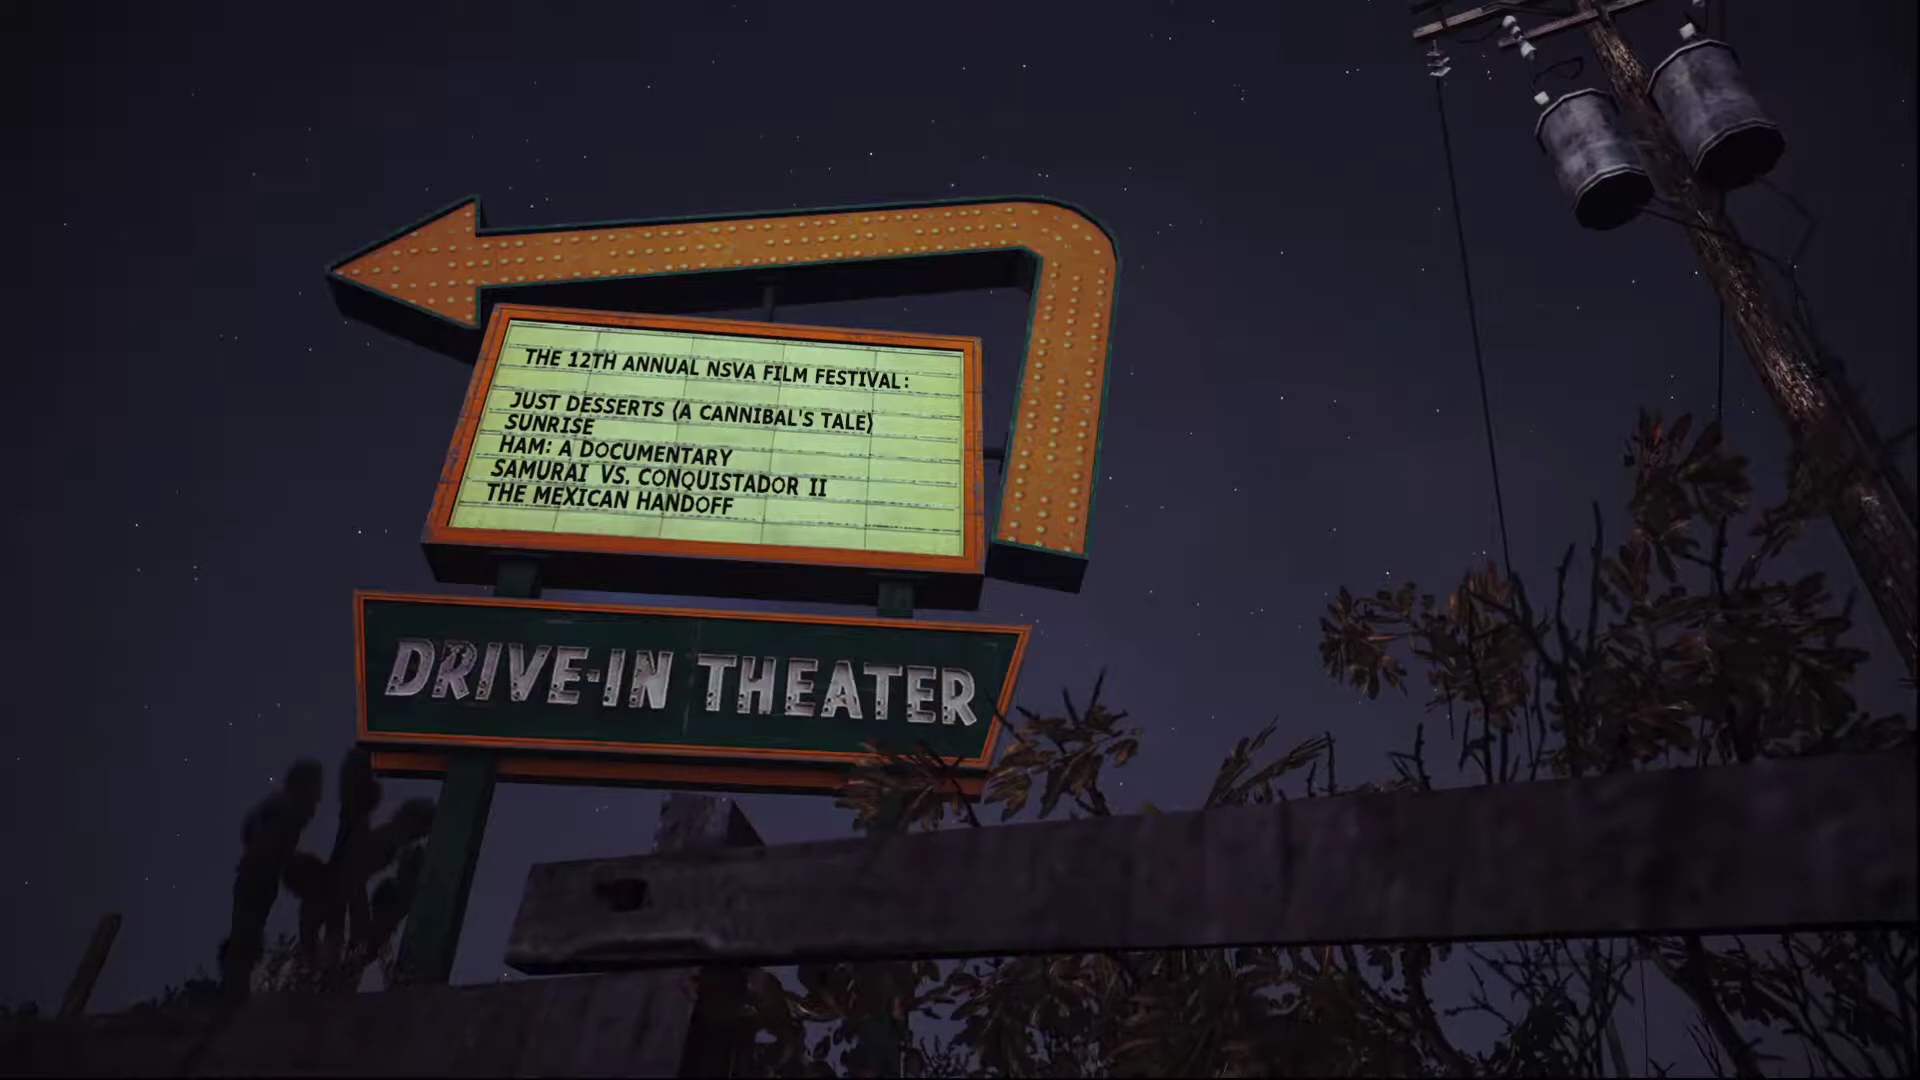 THE 12TH ANNUAL NSVA FILM FESTIVAL:
JUST DESSERTS (A CANNIBAL'S TALE)
SUNRISE
HAM: A DOCUMENTARY
SAMURAI VS. CONQUISTADOR II
THE MEXICAN HANDOFF
DRIVE-IN THEATER